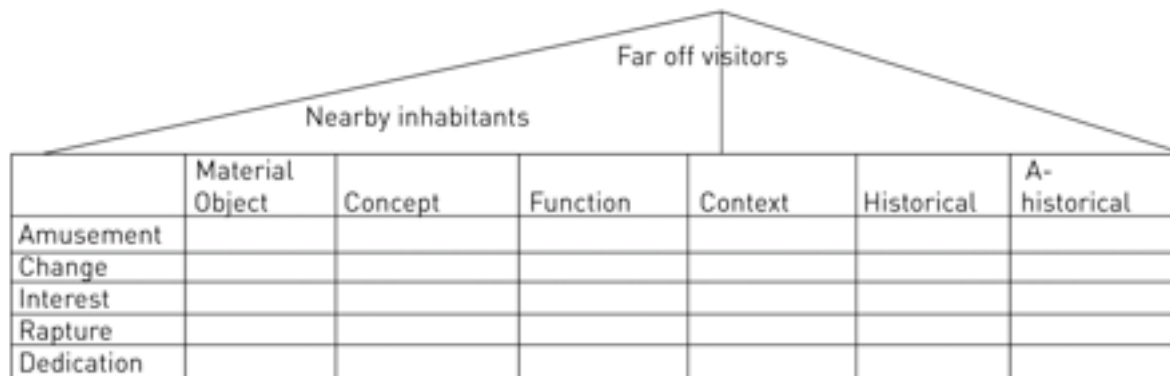 Far off visitors
Nearby inhabitants
Material
Object
Concept
Function
Context
Historical
A-
historical
Amusement
Change
Interest
Rapture
Dedication